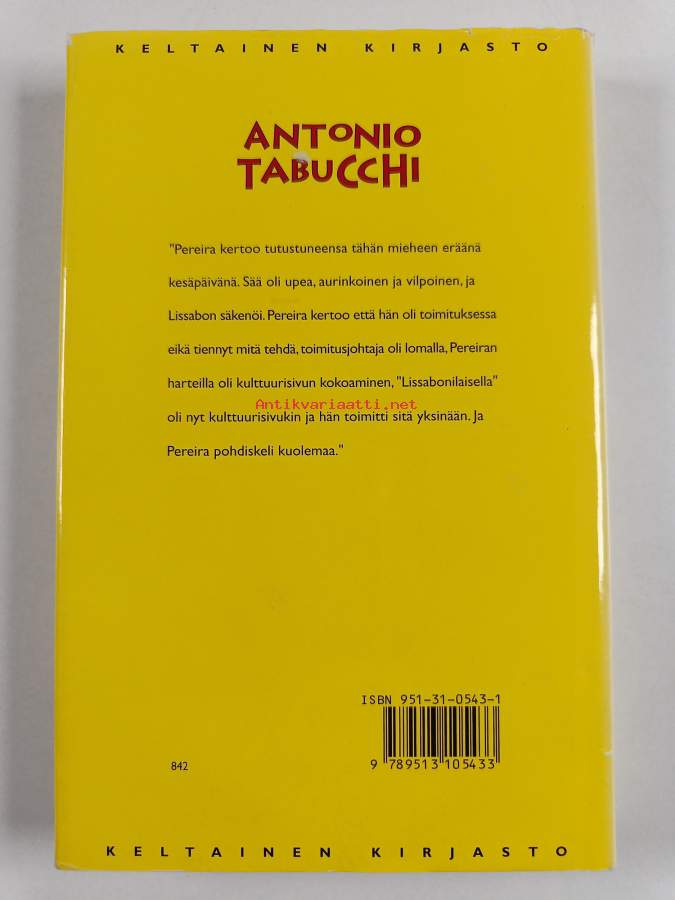 KELTAINEN KIRJASTO
ANTONIO
TABUCCHI
"Pereira kertoo tutustuneensa tähän mieheen eräänä
kesäpäivänä. Sää oli upea, aurinkoinen ja vilpoinen, ja
Lissabon säkenöi. Pereira kertoo että hän oli toimituksessa
eikä tiennyt mitä tehdä, toimitusjohtaja oli lomalla, Pereiran
harteilla oli kulttuurisivun kokoaminen, "Lissabonilaisella"
Antikvariaatti.net
oli nyt kulttuurisivukin ja hän toimitti sitä yksinään. Ja
Pereira pohdiskeli kuolemaa."
ISBN 951-31-0543-1
9 789513 105433
842
KELTAINEN KIRJASTO